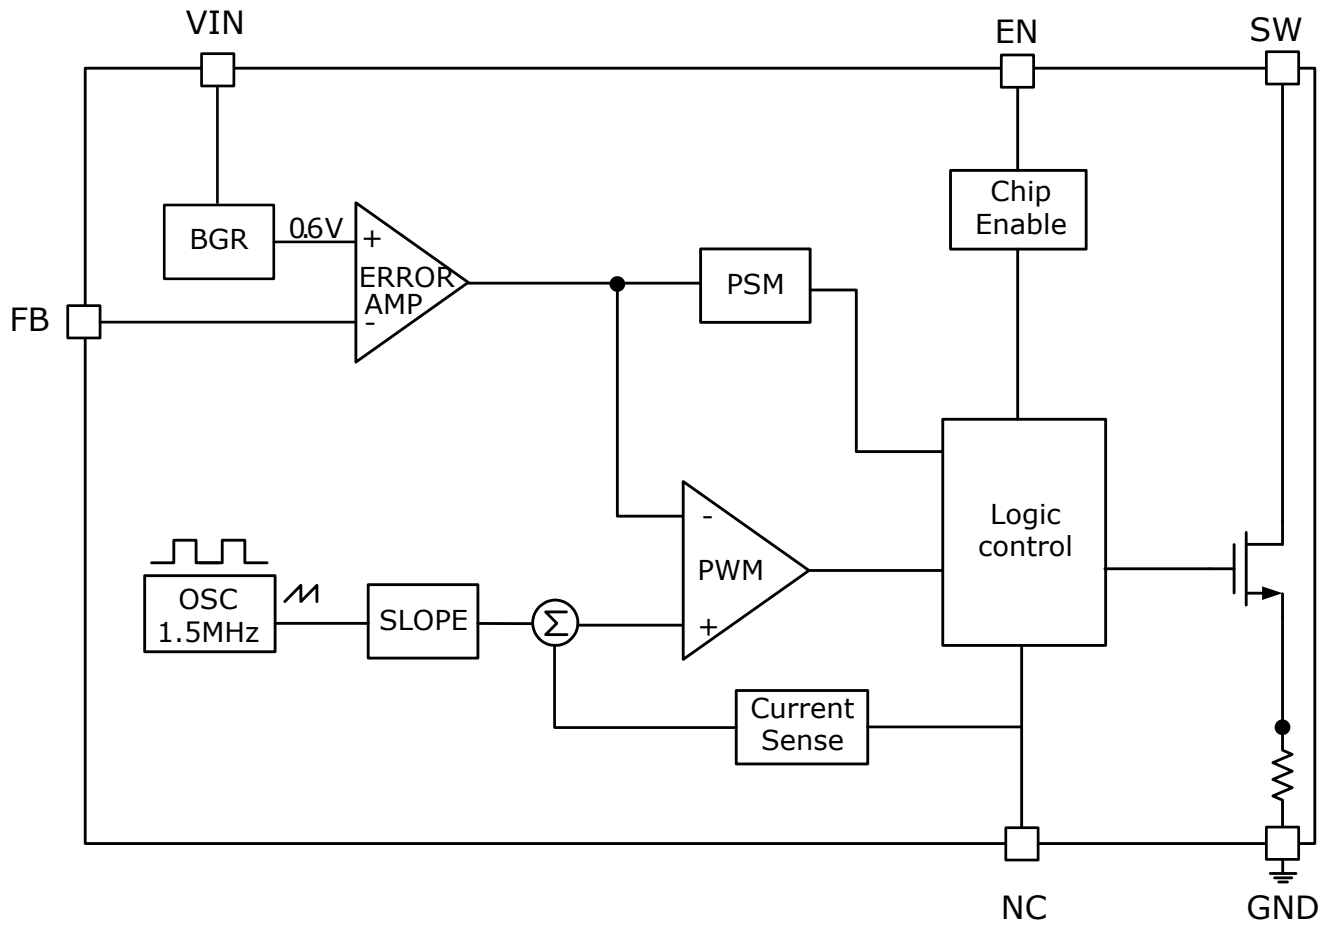 VIN
EN
SW
Chip
Enable
BGR
0.6V
+
ERROR
AMP
-
FB
PSM
Logic
control
-
PWM
+
OSC
1.5MHz
SLOPE
Σ
Current
Sense
NC
GND